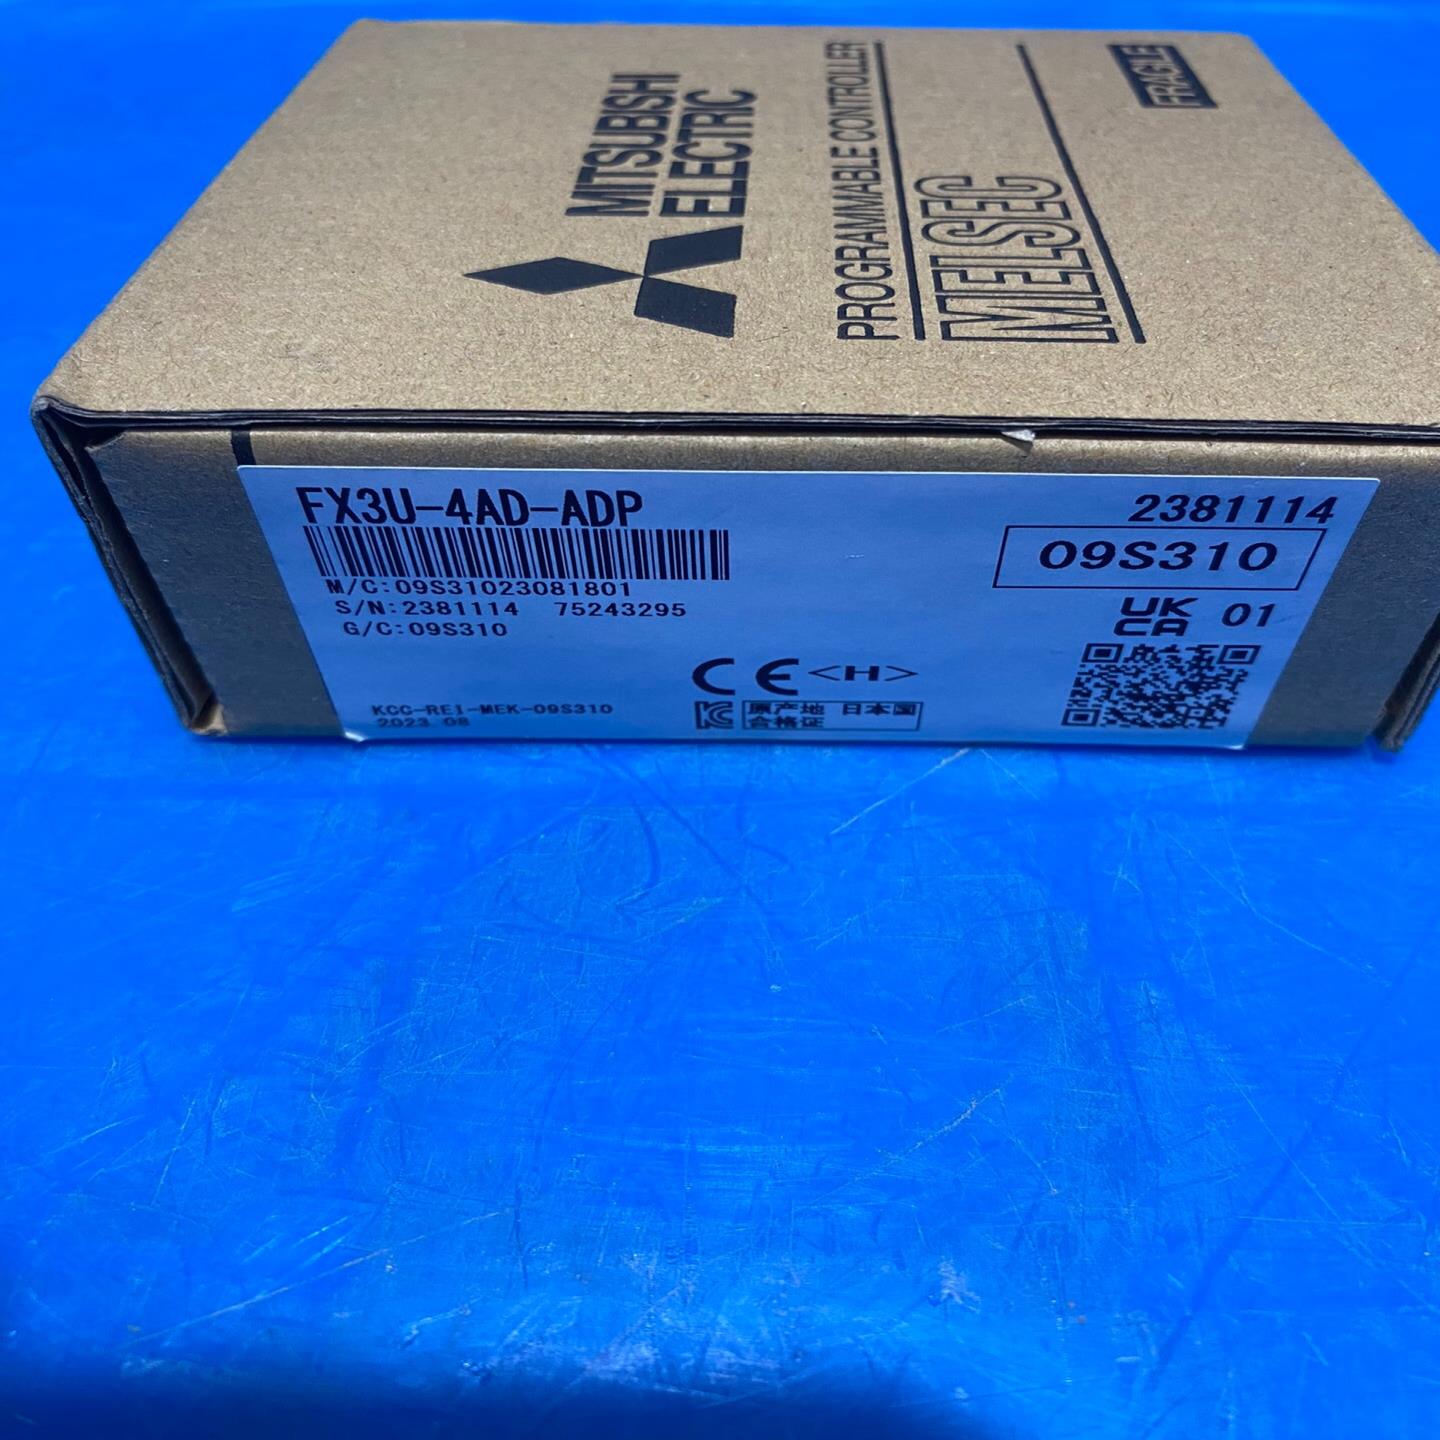 MITSUBISHI
ELECTRIC
PROGRAMMABLE CONTROLLER
MELSEC
FRAGILE
FX3U-4AD-ADP
2381114
09S310
M/C:09S31023081801
S/N:2381114 75243295
G/C:09S310
UK
CA 01
CE <H>
KCC-REI-MEK-09S310
2023 08
原产地 日本国
合格证